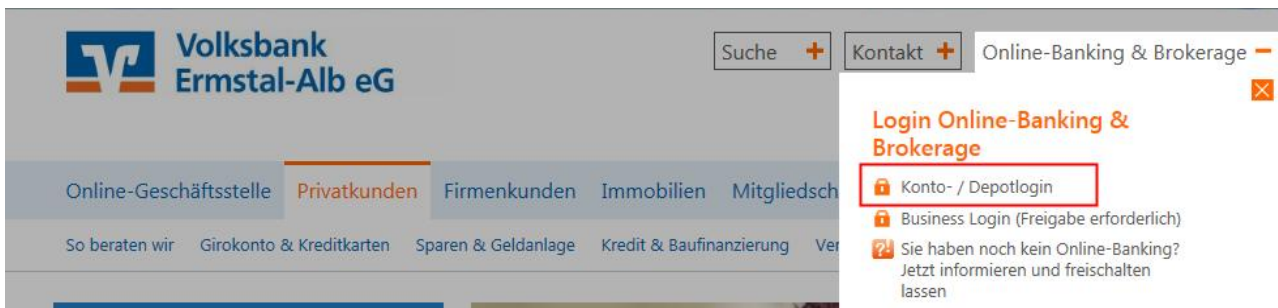 Volksbank
Ermstal-Alb eG
Suche
Kontakt
Online-Banking & Brokerage
Login Online-Banking &
Brokerage
Konto- / Depotlogin
Business Login (Freigabe erforderlich)
Sie haben noch kein Online-Banking?
Jetzt informieren und freischalten
lassen
Online-Geschäftsstelle Privatkunden Firmenkunden Immobilien Mitgliedsch
So beraten wir Girokonto & Kreditkarten Sparen & Geldanlage Kredit & Baufinanzierung Ver